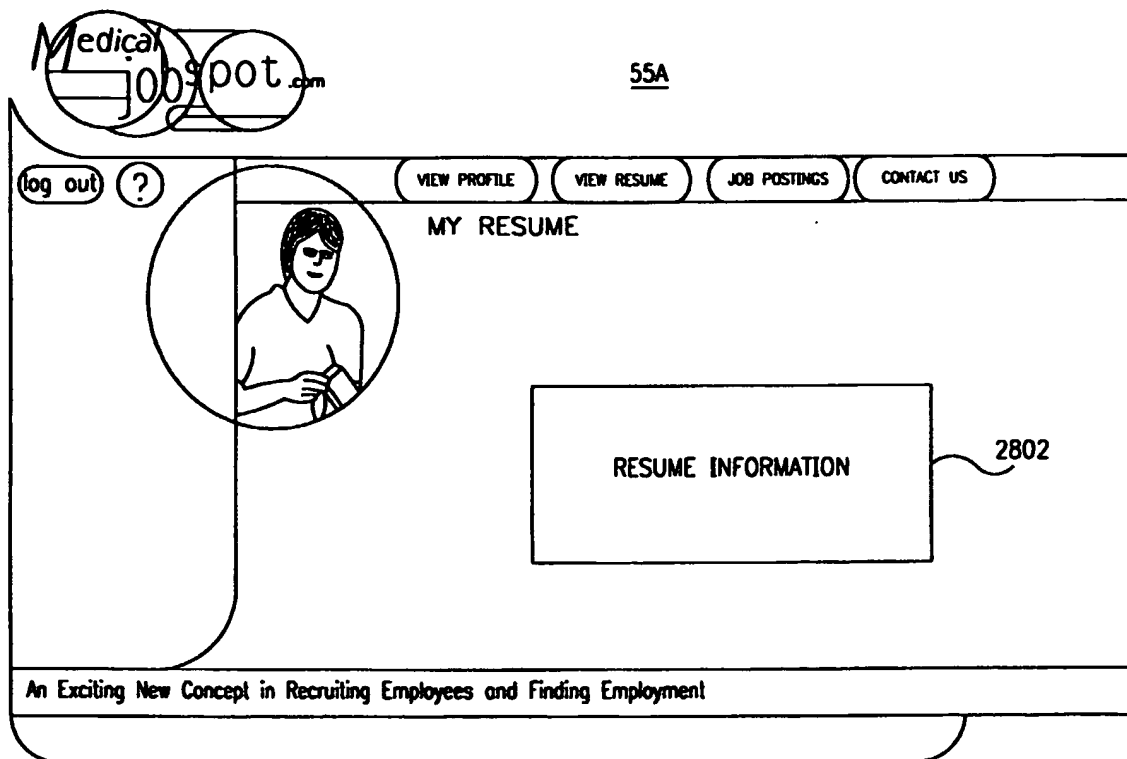 Medical
Jobspot.com
55A
log out ?
VIEW PROFILE VIEW RESUME JOB POSTINGS CONTACT US
MY RESUME
RESUME INFORMATION
2802
An Exciting New Concept in Recruiting Employees and Finding Employment